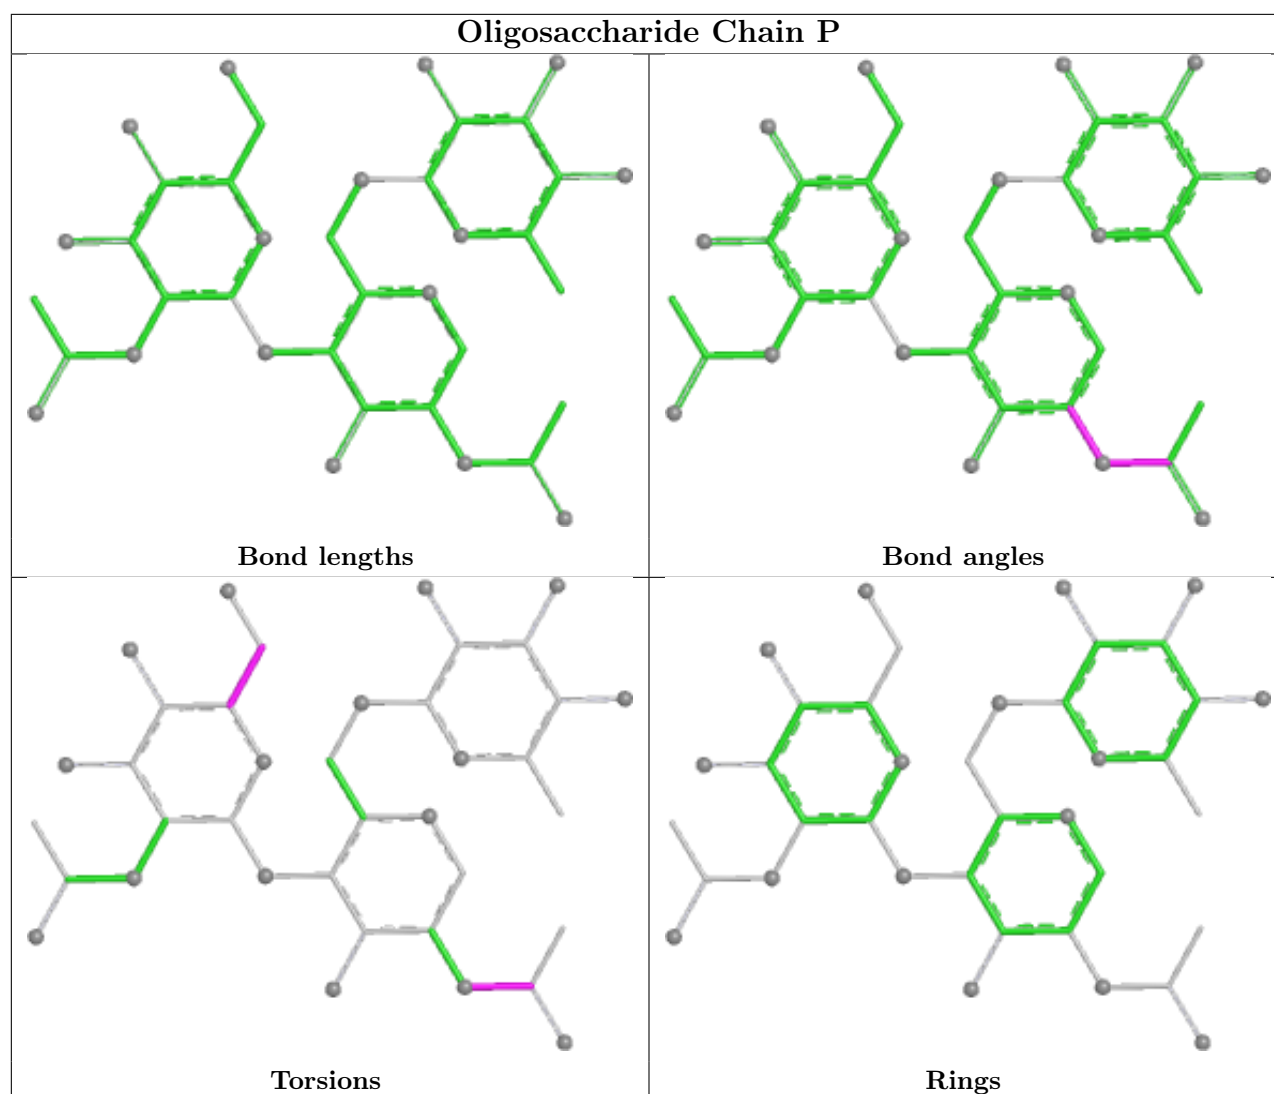 Oligosaccharide Chain P
Bond lengths
Bond angles
Torsions
Rings